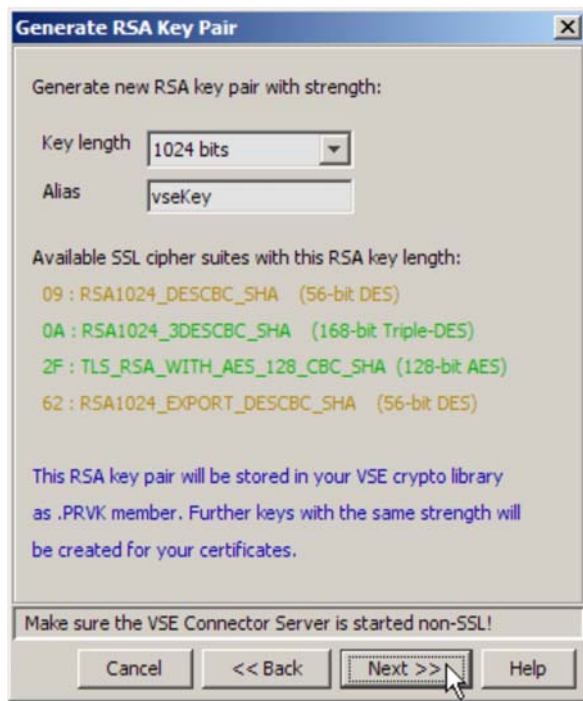 Generate RSA Key Pair
Generate new RSA key pair with strength:
Key length 1024 bits
Alias vseKey
Available SSL cipher suites with this RSA key length:
09 : RSA1024_DESCBC_SHA (56-bit DES)
0A : RSA1024_3DESCBC_SHA (168-bit Triple-DES)
2F : TLS_RSA_WITH_AES_128_CBC_SHA (128-bit AES)
62 : RSA1024_EXPORT_DESCBC_SHA (56-bit DES)
This RSA key pair will be stored in your VSE crypto library
as .PRVK member. Further keys with the same strength will
be created for your certificates.
Make sure the VSE Connector Server is started non-SSL!
Cancel << Back Next >> Help